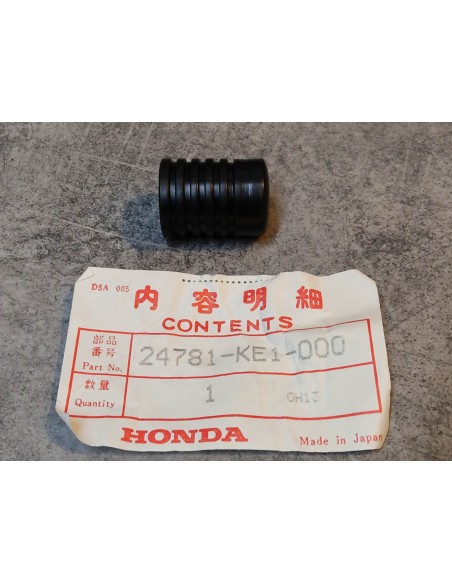 DSA 005
内容明細
CONTENTS
部品
番号
Part No.
24781-KE1-000
数量
Quantity
1
GH1J
HONDA
Made in Japan